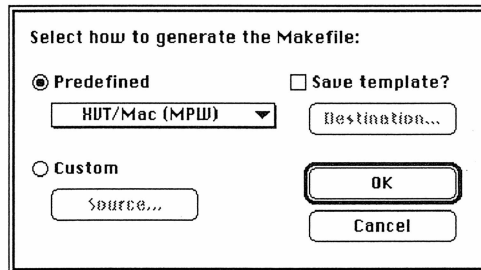 Select how to generate the Makefile:
Predefined
Save template?
XVT/Mac (MPW)
Destination...
Custom
Source...
OK
Cancel